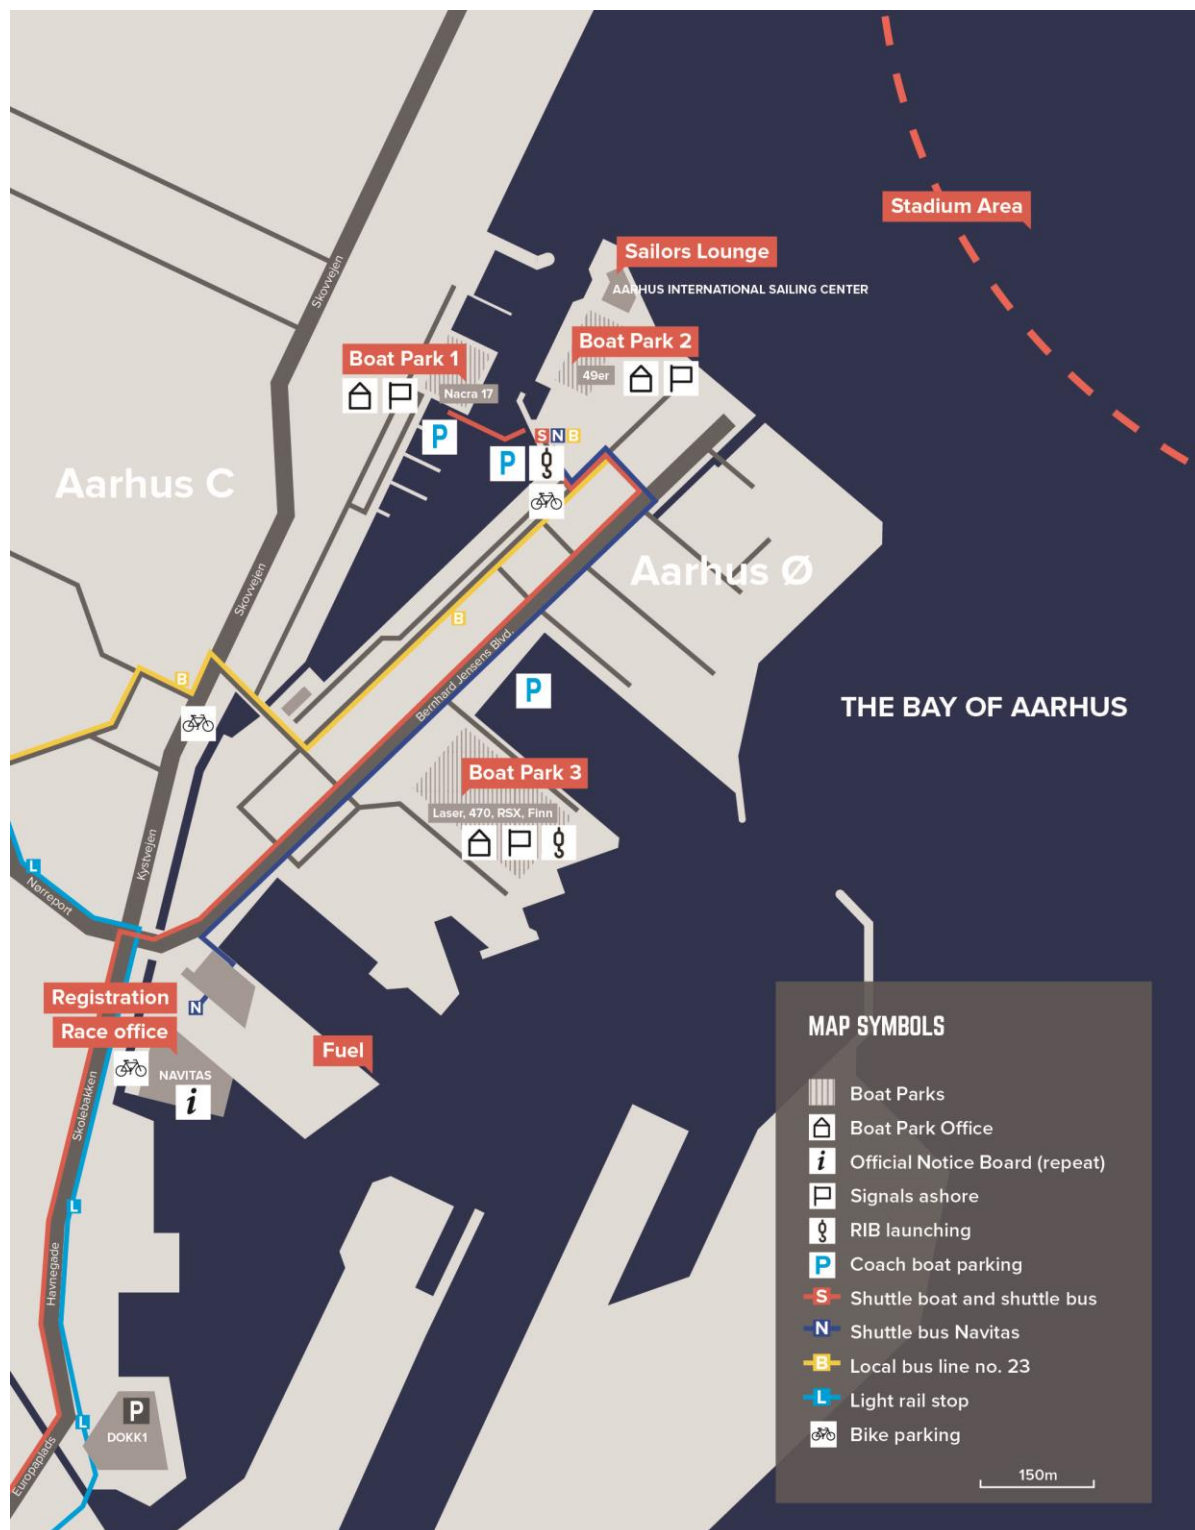 Stadium Area
Sailors Lounge
AARHUS INTERNATIONAL SAILING CENTER
Skovvejen
Boat Park 2
49er
Boat Park 1
Nacra 17
P
S N B
P
Aarhus C
Aarhus Ø
Skovvejen
B
B
Bernhard Jensens Blvd.
P
THE BAY OF AARHUS
Boat Park 3
Laser, 470, RSX, Finn
Kystvejen
L
Nørreport
Registration
Race office
N
Fuel
NAVITAS
i
Skolebakken
L
Havnegade
P
DOKK1
L
Europaplads
MAP SYMBOLS
Boat Parks
Boat Park Office
i Official Notice Board (repeat)
Signals ashore
RIB launching
P Coach boat parking
S Shuttle boat and shuttle bus
N Shuttle bus Navitas
B Local bus line no. 23
L Light rail stop
Bike parking
150m